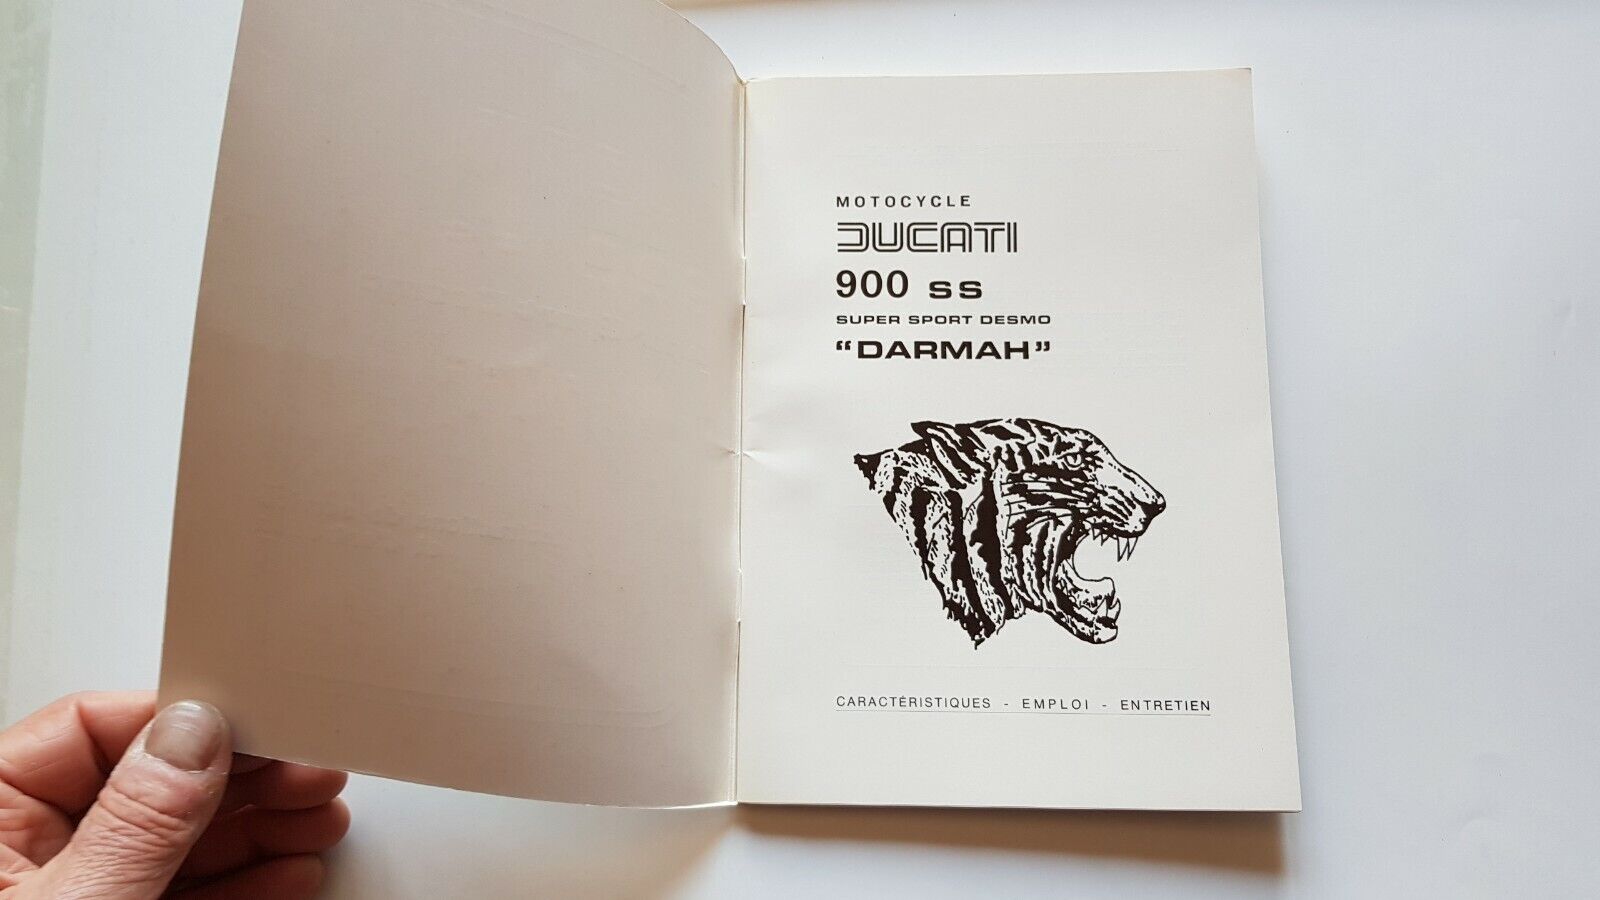 MOTOCYCLE
DUCATI
900 SS
SUPER SPORT DESMO
"DARMAH"
CARACTÉRISTIQUES - EMPLOI - ENTRETIEN